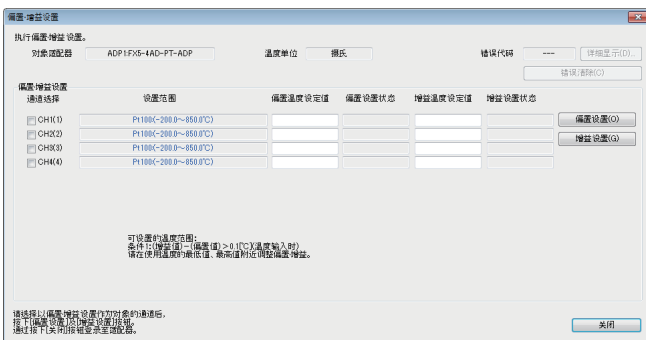 偏置·增益设置
执行偏置·增益设置。
对象适配器 ADP1:FX5-4AD-PT-ADP 温度单位 摄氏 错误代码 --- 详细显示(D)...
错误清除(C)
偏置·增益设置
通道选择 设置范围 偏置温度设定值 偏置设置状态 增益温度设定值 增益设置状态
CH1(1) Pt100(-200.0~850.0℃) 偏置设置(O)
CH2(2) Pt100(-200.0~850.0℃) 增益设置(G)
CH3(3) Pt100(-200.0~850.0℃)
CH4(4) Pt100(-200.0~850.0℃)
可设置的温度范围:
条件1:(增益值)-(偏置值)>0.1[℃](温度输入时)
请在使用温度的最低值、最高值附近调整偏置·增益。
请选择以偏置·增益设置作为对象的通道后,
按下[偏置设置]及[增益设置]按钮。
通过按下[关闭]按钮登录至适配器。
关闭